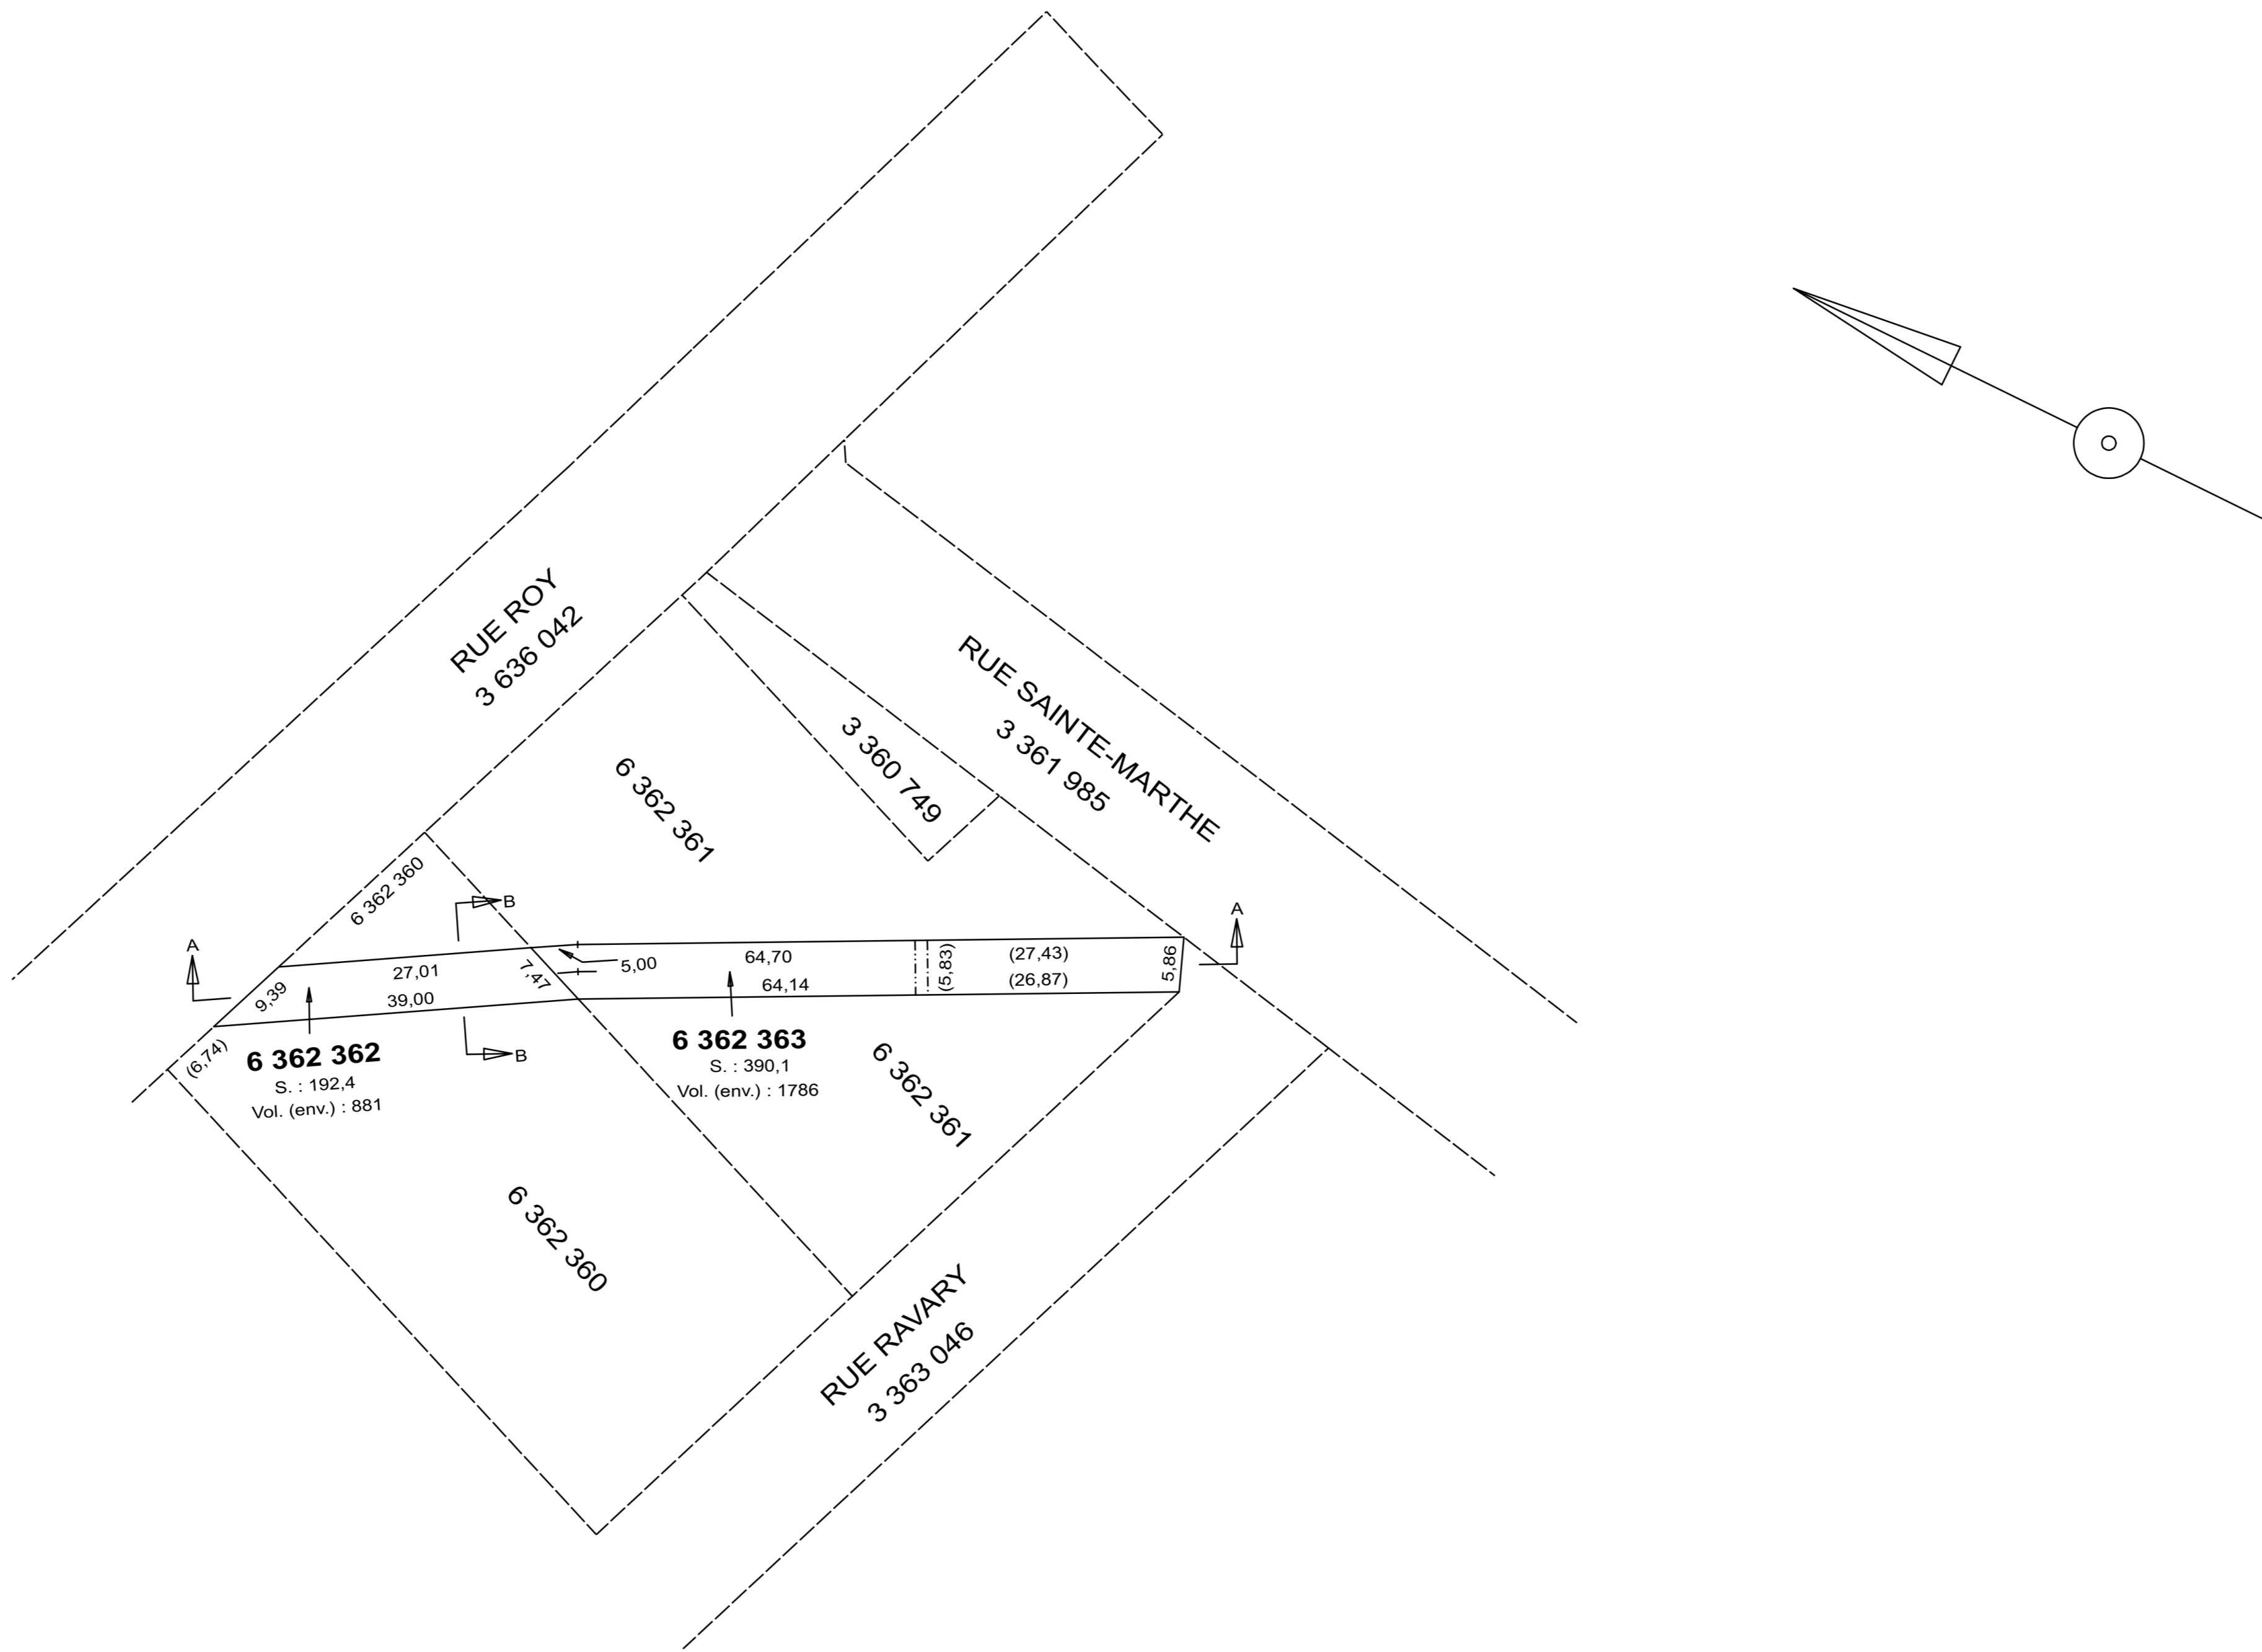 RUE ROY
3 636 042
RUE SAINTE-MARTHE
3 361 985
3 360 749
6 362 361
6 362 360
B
A
A
9,39
27,01
39,00
7,47
5,00
64,70
64,14
(5,83)
(27,43)
(26,87)
5,86
(6,74)
6 362 362
S. : 192,4
Vol. (env.) : 881
B
6 362 363
S. : 390,1
Vol. (env.) : 1786
6 362 361
6 362 360
RUE RAVARY
3 363 046